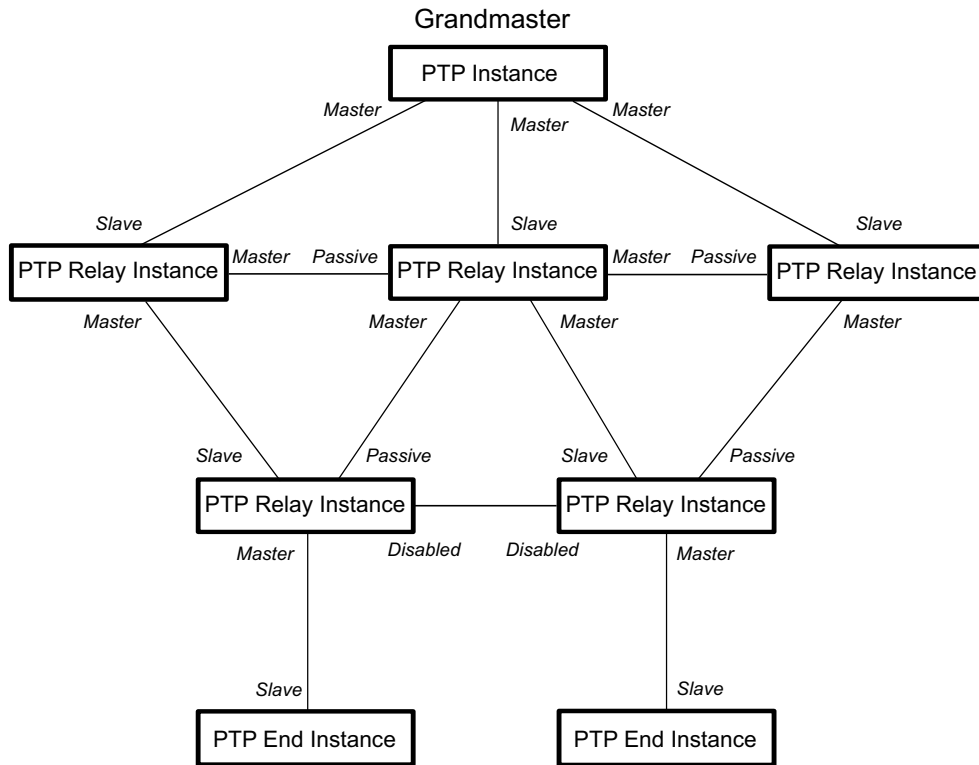 Grandmaster
PTP Instance
Master
Master
Master
Slave
Slave
Slave
PTP Relay Instance
Master
Passive
PTP Relay Instance
Master
Passive
PTP Relay Instance
Master
Master
Master
Master
Slave
Passive
Slave
Passive
PTP Relay Instance
PTP Relay Instance
Master
Disabled
Disabled
Master
Slave
Slave
PTP End Instance
PTP End Instance